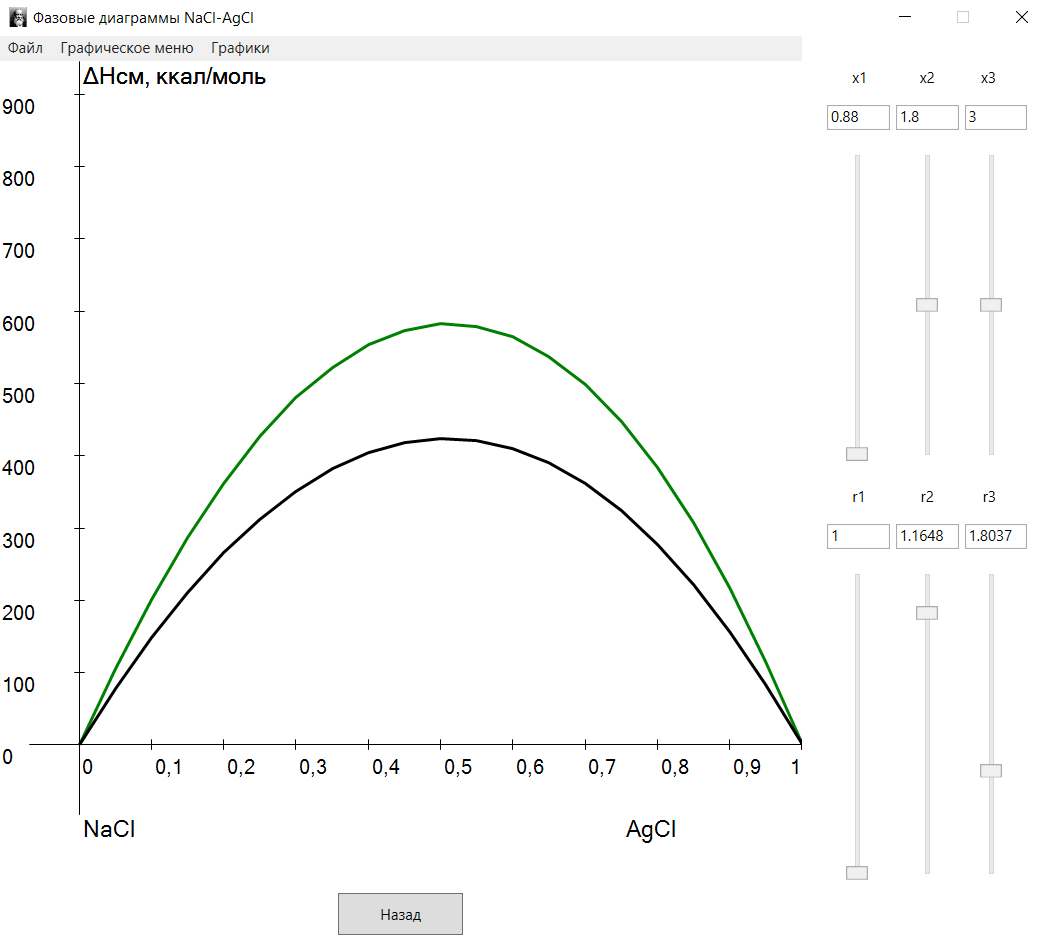 Фазовые диаграммы NaCl-AgCl
Файл Графическое меню Графики
ΔHсм, ккал/моль
900
800
700
600
500
400
300
200
100
0
0 0,1 0,2 0,3 0,4 0,5 0,6 0,7 0,8 0,9 1
NaCl AgCl
Назад
x1 x2 x3
0.88 1.8 3
r1 r2 r3
1 1.1648 1.8037